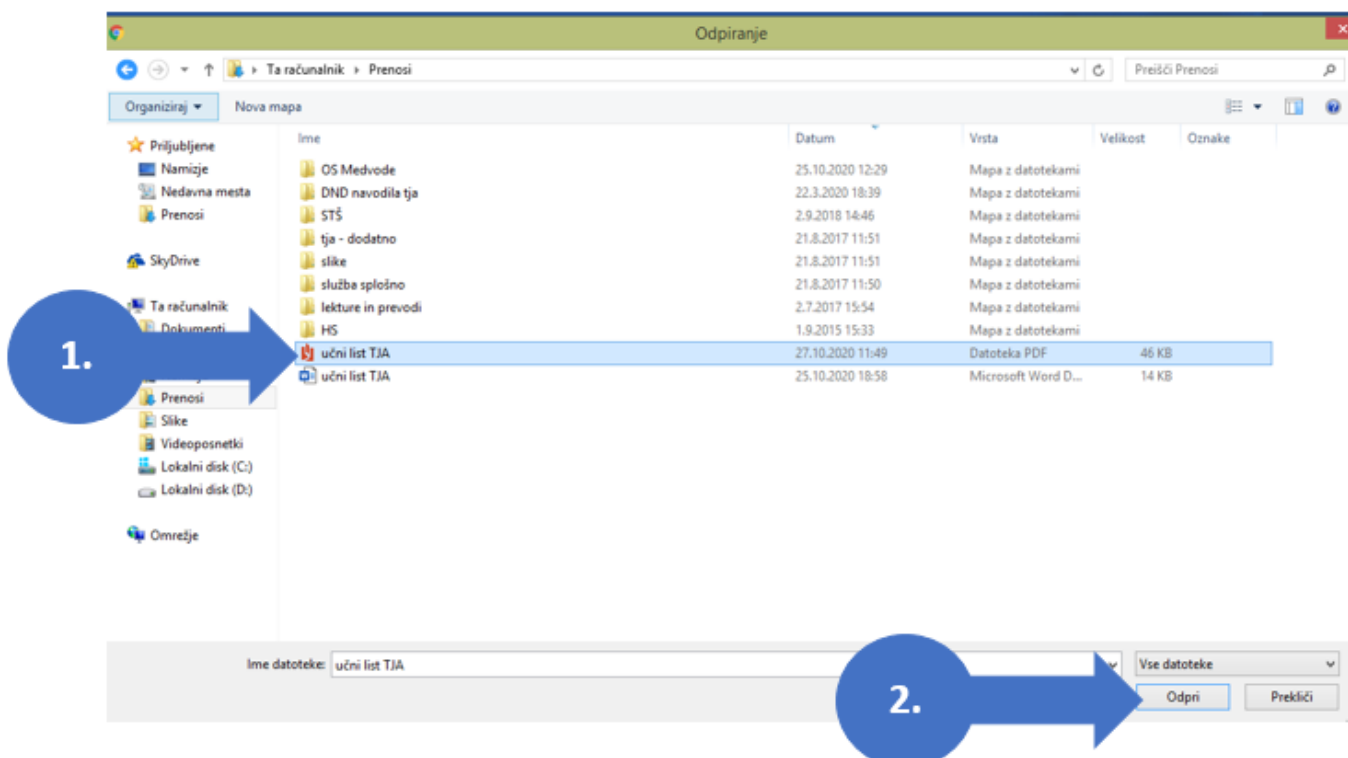 Odpiranje
Ta računalnik Prenosi
Preišči Prenosi
Organiziraj Nova mapa
Ime Datum Vrsta Velikost Oznake
Priljubljene
Namizje
Nedavna mesta
Prenosi
SkyDrive
Ta računalnik
Dokumenti
Prenosi
Slike
Videoposnetki
Lokalni disk (C:)
Lokalni disk (D:)
Omrežje
OS Medvode 25.10.2020 12:29 Mapa z datotekami
DND navodila tja 22.3.2020 18:39 Mapa z datotekami
STŠ 2.9.2018 14:46 Mapa z datotekami
tja - dodatno 21.8.2017 11:51 Mapa z datotekami
slike 21.8.2017 11:51 Mapa z datotekami
služba splošno 21.8.2017 11:50 Mapa z datotekami
lekture in prevodi 2.7.2017 15:54 Mapa z datotekami
HS 1.9.2015 15:33 Mapa z datotekami
1.
učni list TJA 27.10.2020 11:49 Datoteka PDF 46 KB
učni list TJA 25.10.2020 18:58 Microsoft Word D... 14 KB
Ime datoteke: učni list TJA
Vse datoteke
2.
Odpri Prekliči